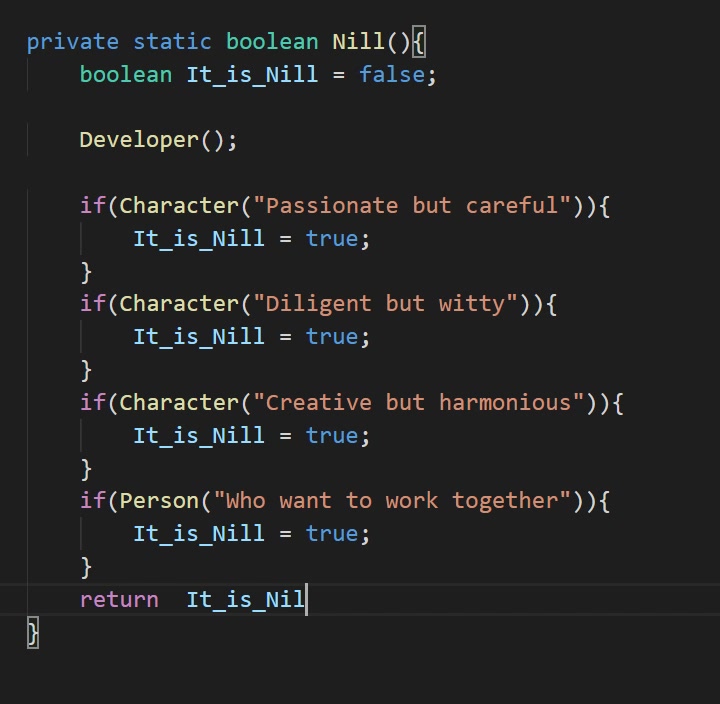 private static boolean Nill(){
    boolean It_is_Nill = false;
    Developer();
    if(Character("Passionate but careful")){
        It_is_Nill = true;
    }
    if(Character("Diligent but witty")){
        It_is_Nill = true;
    }
    if(Character("Creative but harmonious")){
        It_is_Nill = true;
    }
    if(Person("Who want to work together")){
        It_is_Nill = true;
    }
    return  It_is_Nil
}